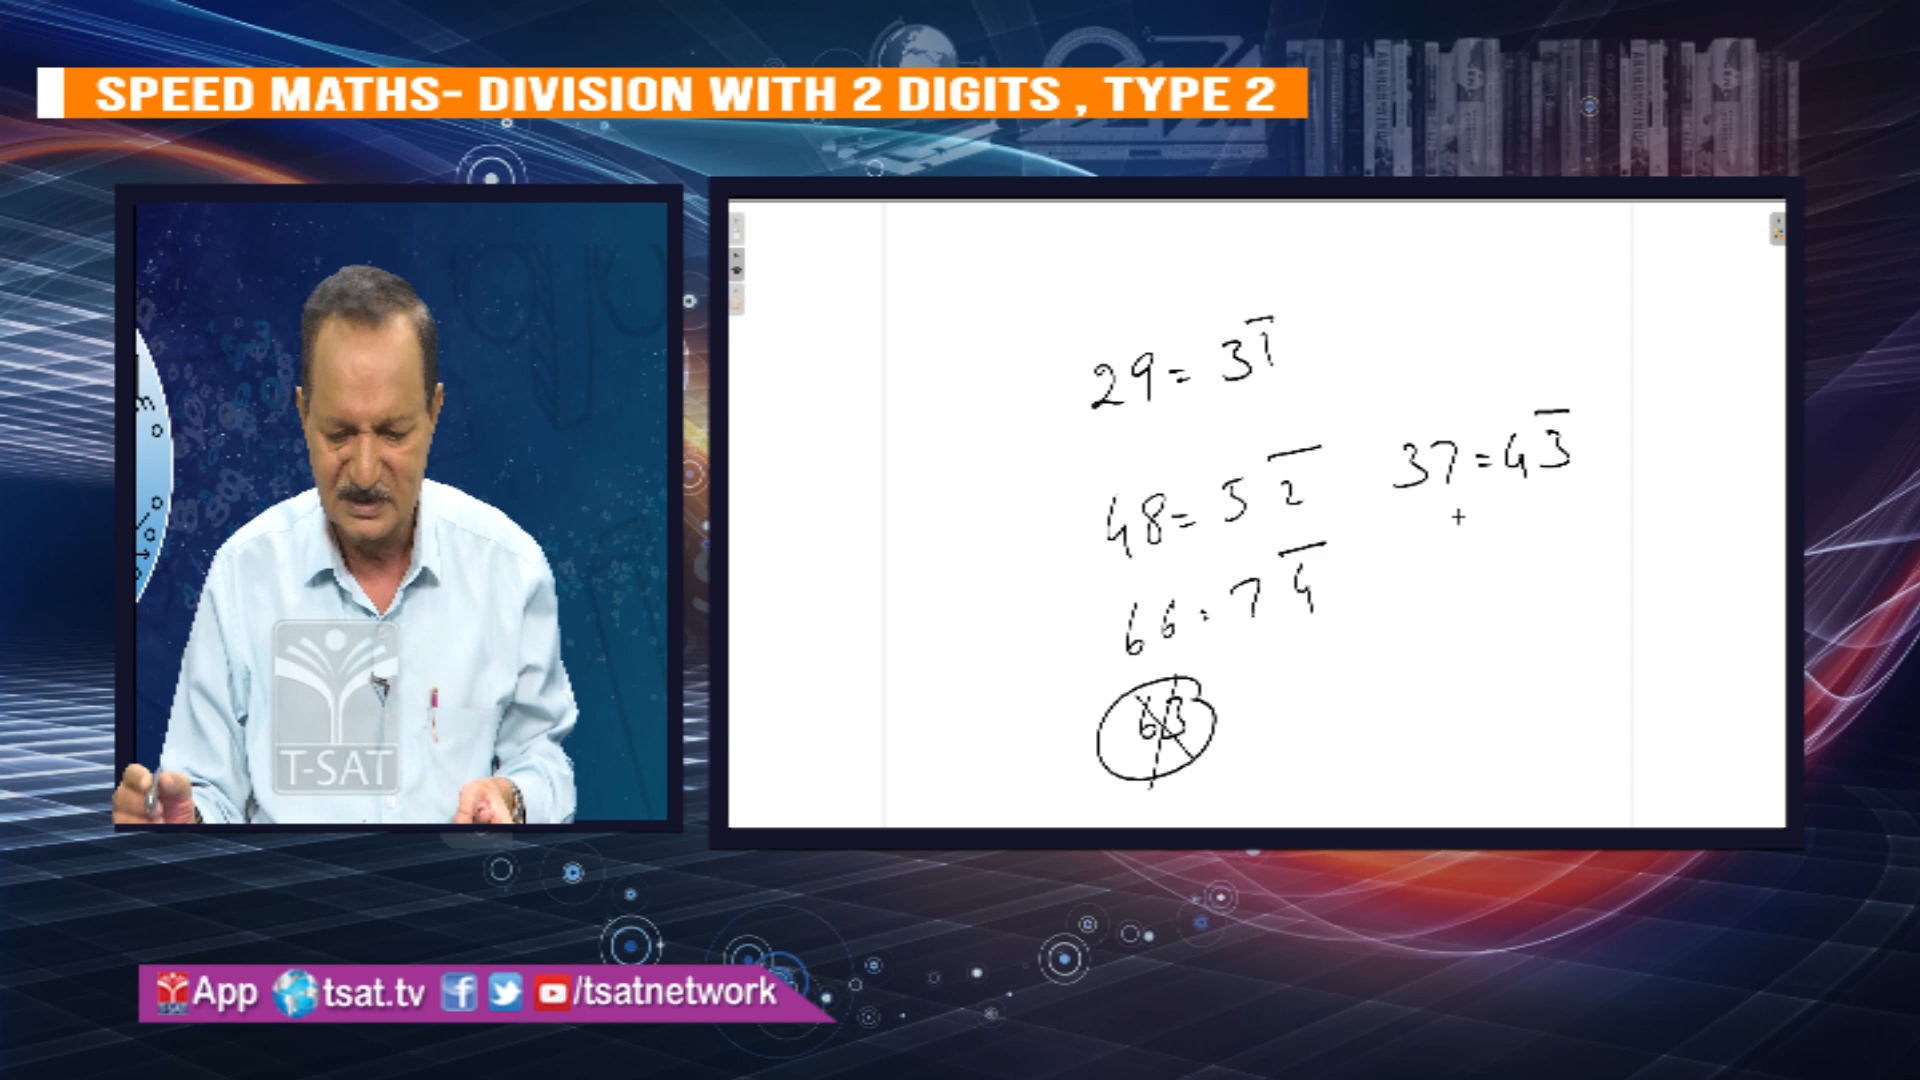 SPEED MATHS- DIVISION WITH 2 DIGITS , TYPE 2
29 = 31̅
48 = 52̅
37 = 43̅
66 = 74̅
63
T-SAT
App tsat.tv /tsatnetwork